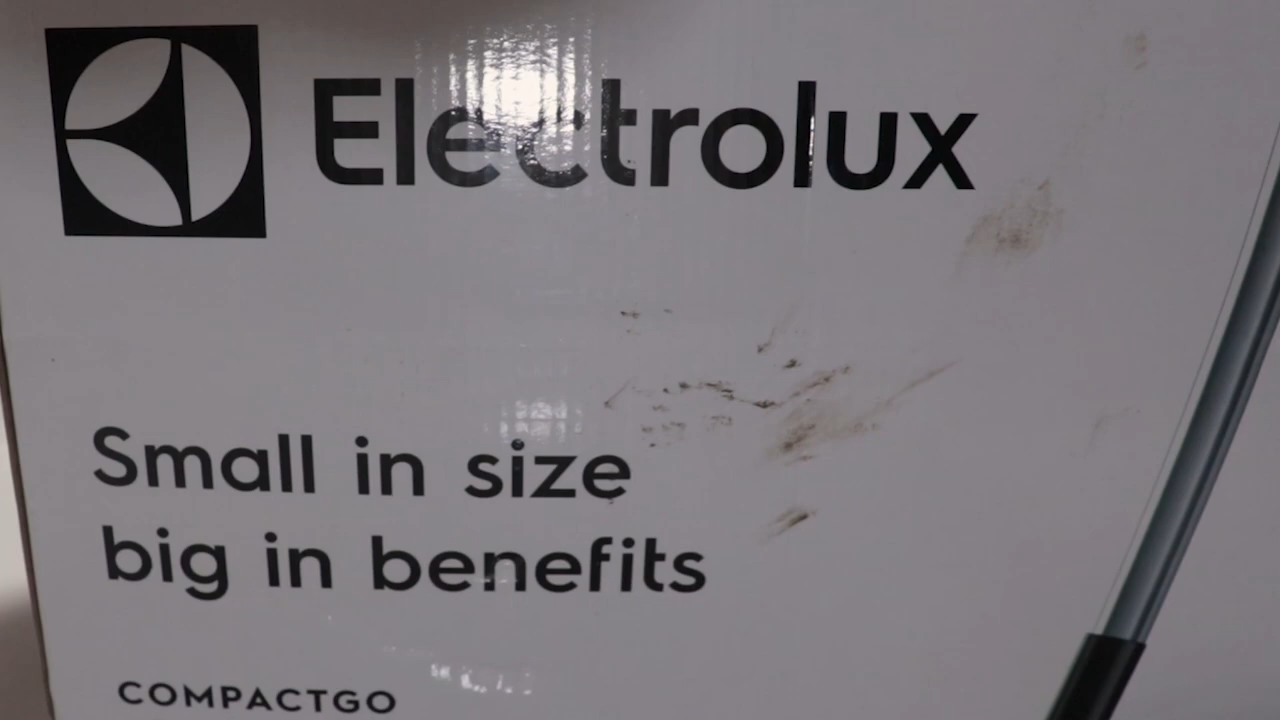 Electrolux
Small in size
big in benefits
COMPACTGO